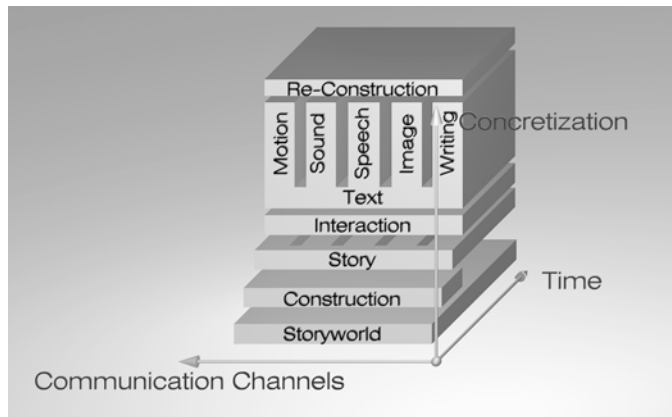 Re-Construction
Motion
Sound
Speech
Image
Writing
Concretization
Text
Interaction
Story
Time
Construction
Storyworld
Communication Channels